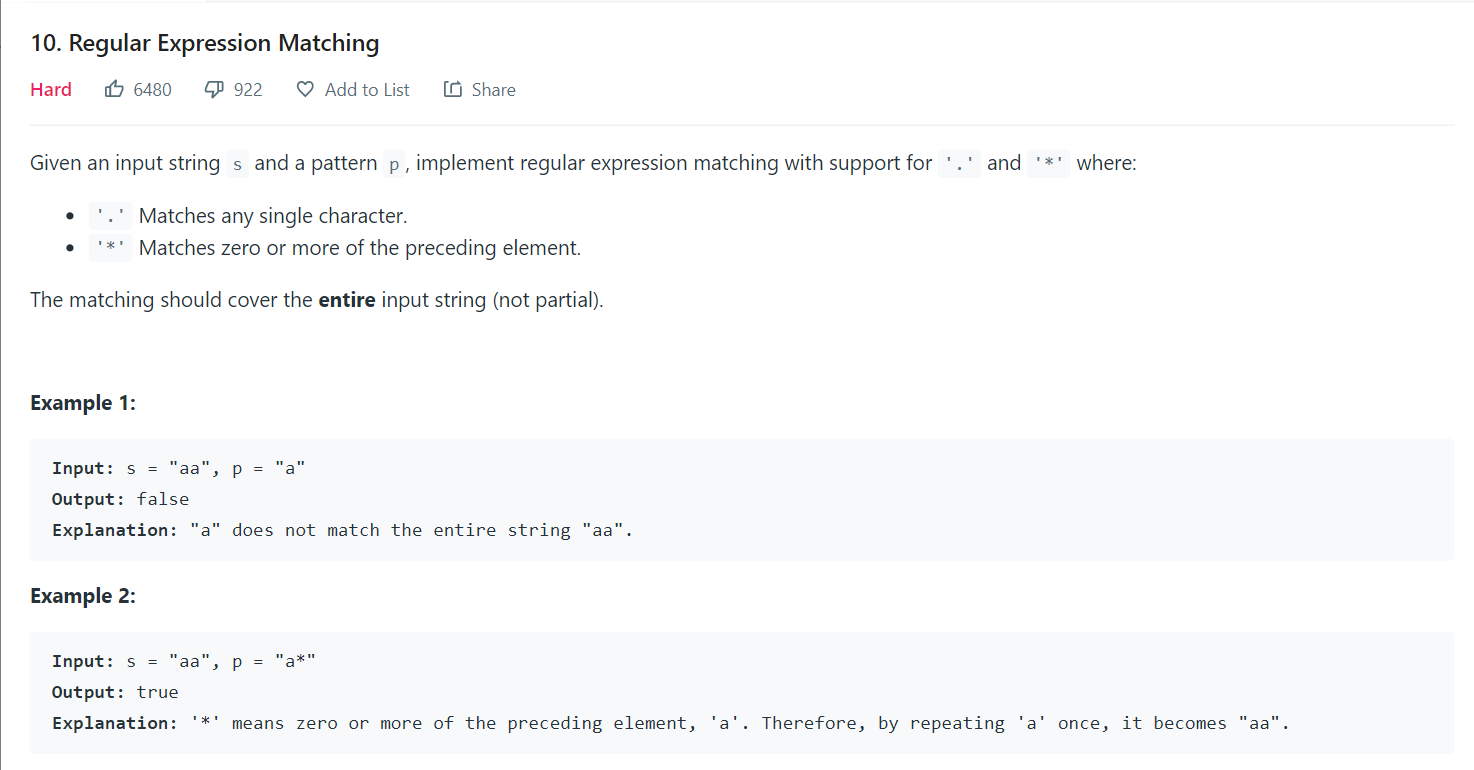 10. Regular Expression Matching
Hard 6480 922 Add to List Share
Given an input string s and a pattern p, implement regular expression matching with support for '.' and '*' where:
• '.' Matches any single character.
• '*' Matches zero or more of the preceding element.
The matching should cover the entire input string (not partial).
Example 1:
Input: s = "aa", p = "a"
Output: false
Explanation: "a" does not match the entire string "aa".
Example 2:
Input: s = "aa", p = "a*"
Output: true
Explanation: '*' means zero or more of the preceding element, 'a'. Therefore, by repeating 'a' once, it becomes "aa".